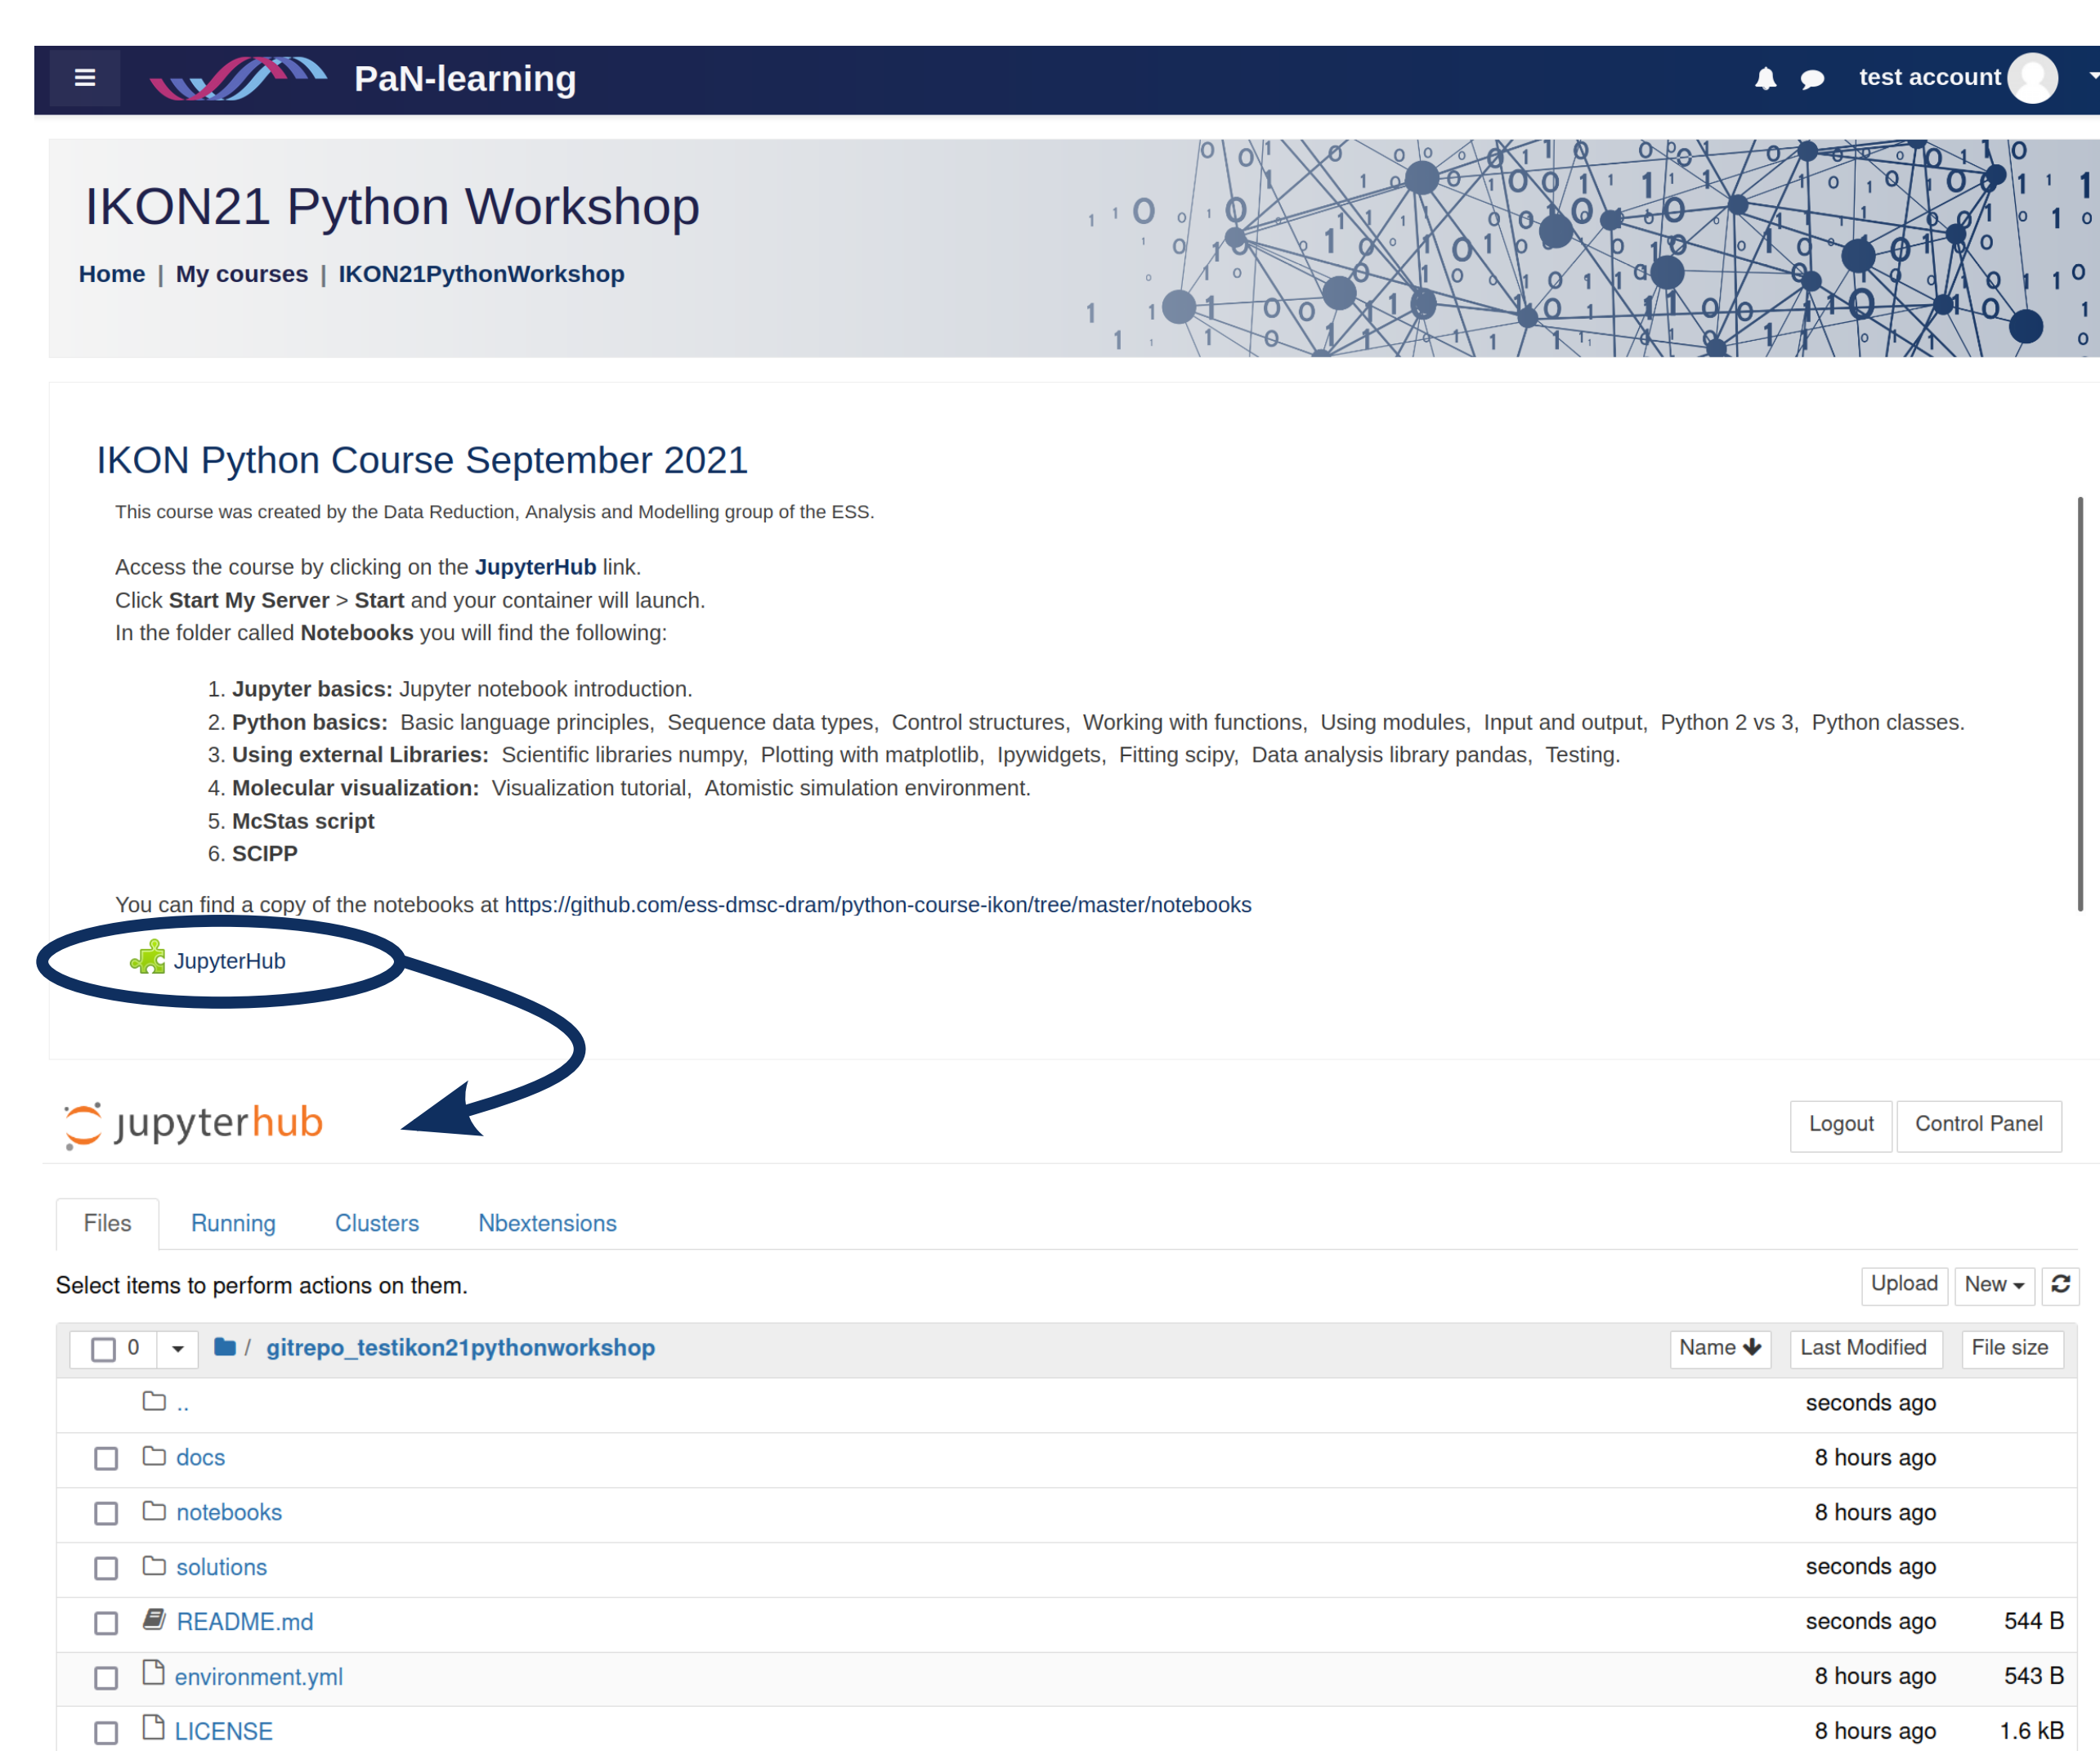 PaN-learning
test account
IKON21 Python Workshop
Home | My courses | IKON21PythonWorkshop
IKON Python Course September 2021
This course was created by the Data Reduction, Analysis and Modelling group of the ESS.
Access the course by clicking on the JupyterHub link.
Click Start My Server > Start and your container will launch.
In the folder called Notebooks you will find the following:
1. Jupyter basics: Jupyter notebook introduction.
2. Python basics: Basic language principles, Sequence data types, Control structures, Working with functions, Using modules, Input and output, Python 2 vs 3, Python classes.
3. Using external Libraries: Scientific libraries numpy, Plotting with matplotlib, Ipywidgets, Fitting scipy, Data analysis library pandas, Testing.
4. Molecular visualization: Visualization tutorial, Atomistic simulation environment.
5. McStas script
6. SCIPP
You can find a copy of the notebooks at https://github.com/ess-dmsc-dram/python-course-ikon/tree/master/notebooks
JupyterHub
jupyterhub
Logout Control Panel
Files Running Clusters Nbextensions
Select items to perform actions on them.
Upload New
0 / gitrepo_testikon21pythonworkshop Name Last Modified File size
.. seconds ago
docs 8 hours ago
notebooks 8 hours ago
solutions seconds ago
README.md seconds ago 544 B
environment.yml 8 hours ago 543 B
LICENSE 8 hours ago 1.6 kB